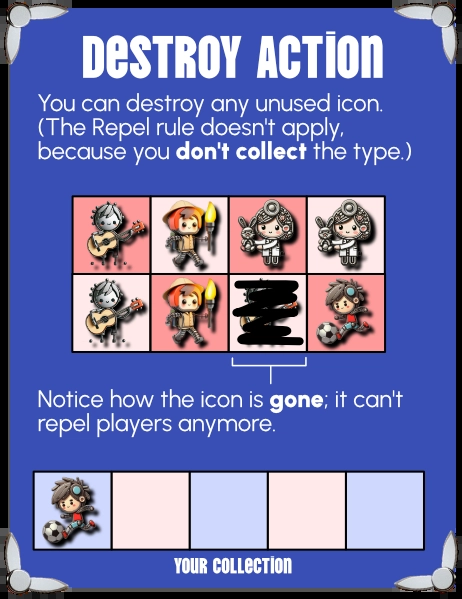 DESTROY ACTION
You can destroy any unused icon.
(The Repel rule doesn't apply,
because you don't collect the type.)
Notice how the icon is gone; it can't
repel players anymore.
YOUR COLLECTION